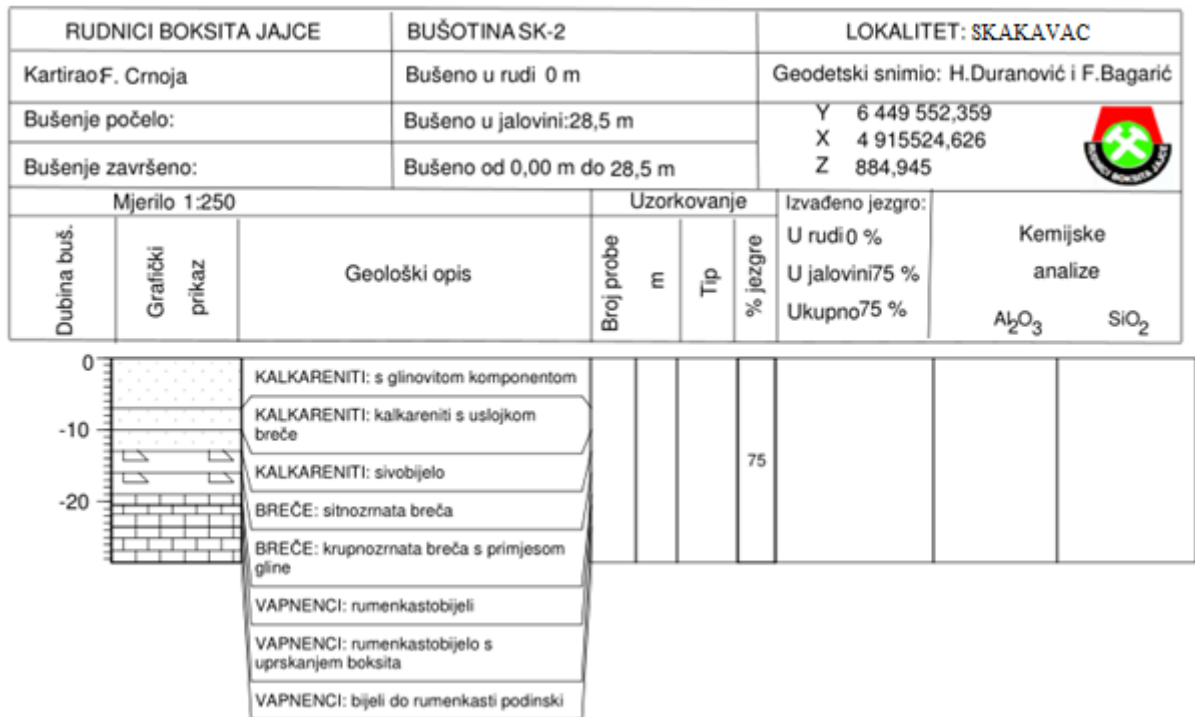 RUDNICI BOKSITA JAJCE
BUŠOTINA SK-2
LOKALITET: SKAKAVAC
Kartirao: F. Crnoja
Bušeno u rudi 0 m
Geodetski snimio: H.Duranović i F.Bagarić
Bušenje počelo:
Bušeno u jalovini:28,5 m
Y 6 449 552,359
X 4 915524,626
Z 884,945
RUDNICI BOKSITA JAJCE
Bušenje završeno:
Bušeno od 0,00 m do 28,5 m
Mjerilo 1:250
Uzorkovanje
Izvađeno jezgro:
U rudi 0 %
U jalovini 75 %
Ukupno 75 %
Kemijske
analize
Al2O3
SiO2
Dubina buš.
Grafički
prikaz
Geološki opis
Broj probe
m
Tip
% jezgre
0
-10
-20
KALKARENITI: s glinovitom komponentom
KALKARENITI: kalkareniti s uslojkom
breče
KALKARENITI: sivobijelo
BREČE: sitnozrnata breča
BREČE: krupnozrnata breča s primjesom
gline
VAPNENCI: rumenkastobijeli
VAPNENCI: rumenkastobijelo s
uprskanjem boksita
VAPNENCI: bijeli do rumenkasti podinski
75